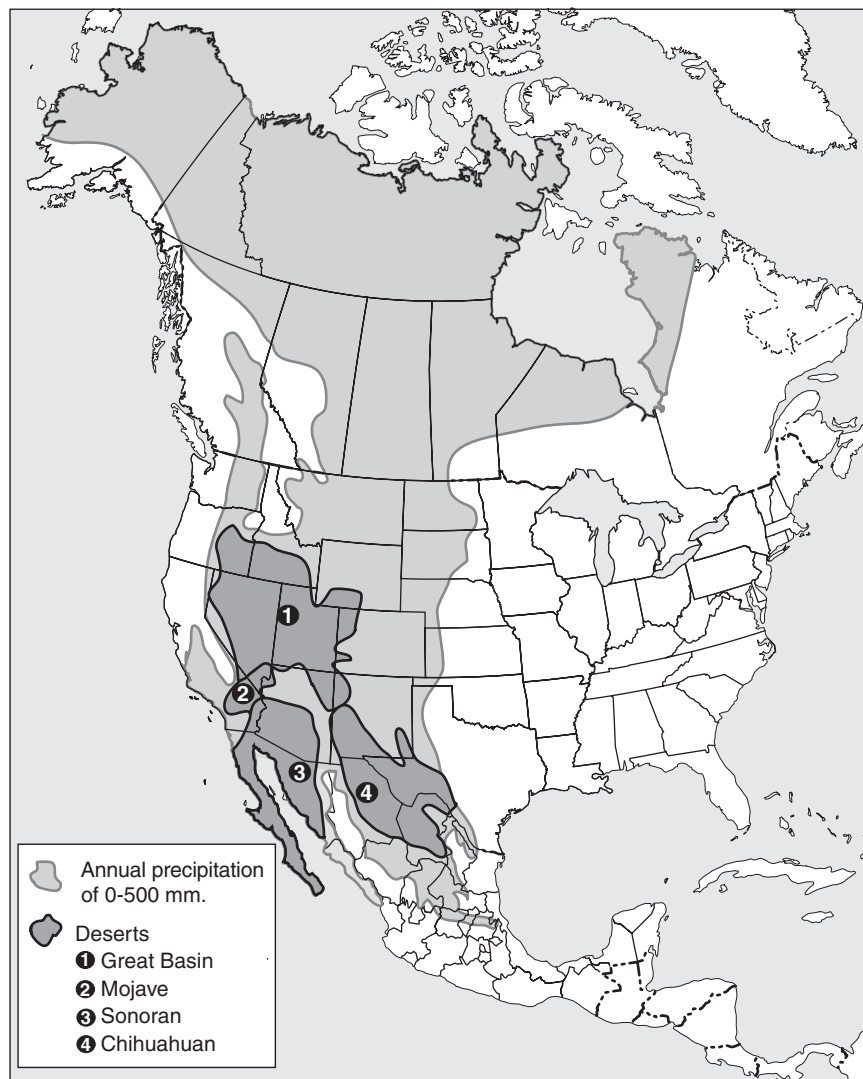 1
2
3
4
Annual precipitation
of 0-500 mm.
Deserts
1 Great Basin
2 Mojave
3 Sonoran
4 Chihuahuan